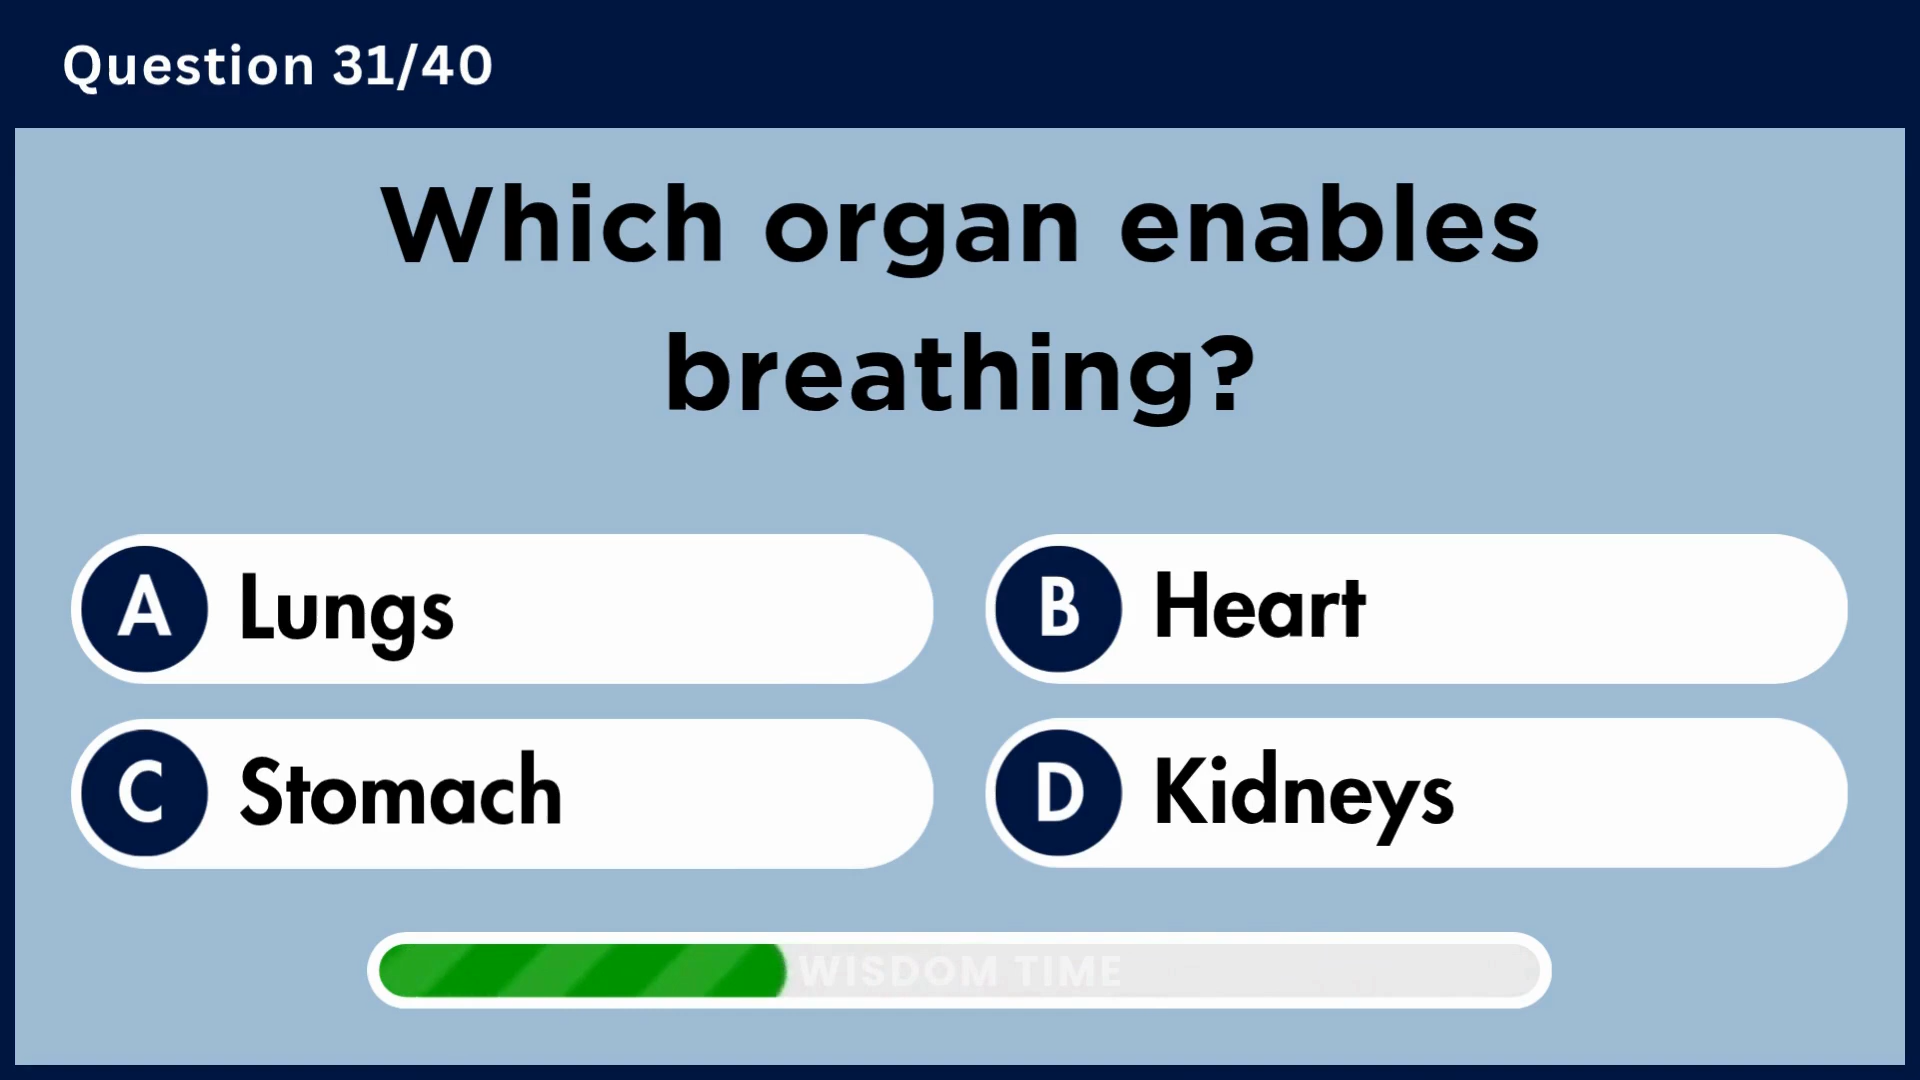 Question 31/40
Which organ enables
breathing?
A Lungs
B Heart
C Stomach
D Kidneys
WISDOM TIME